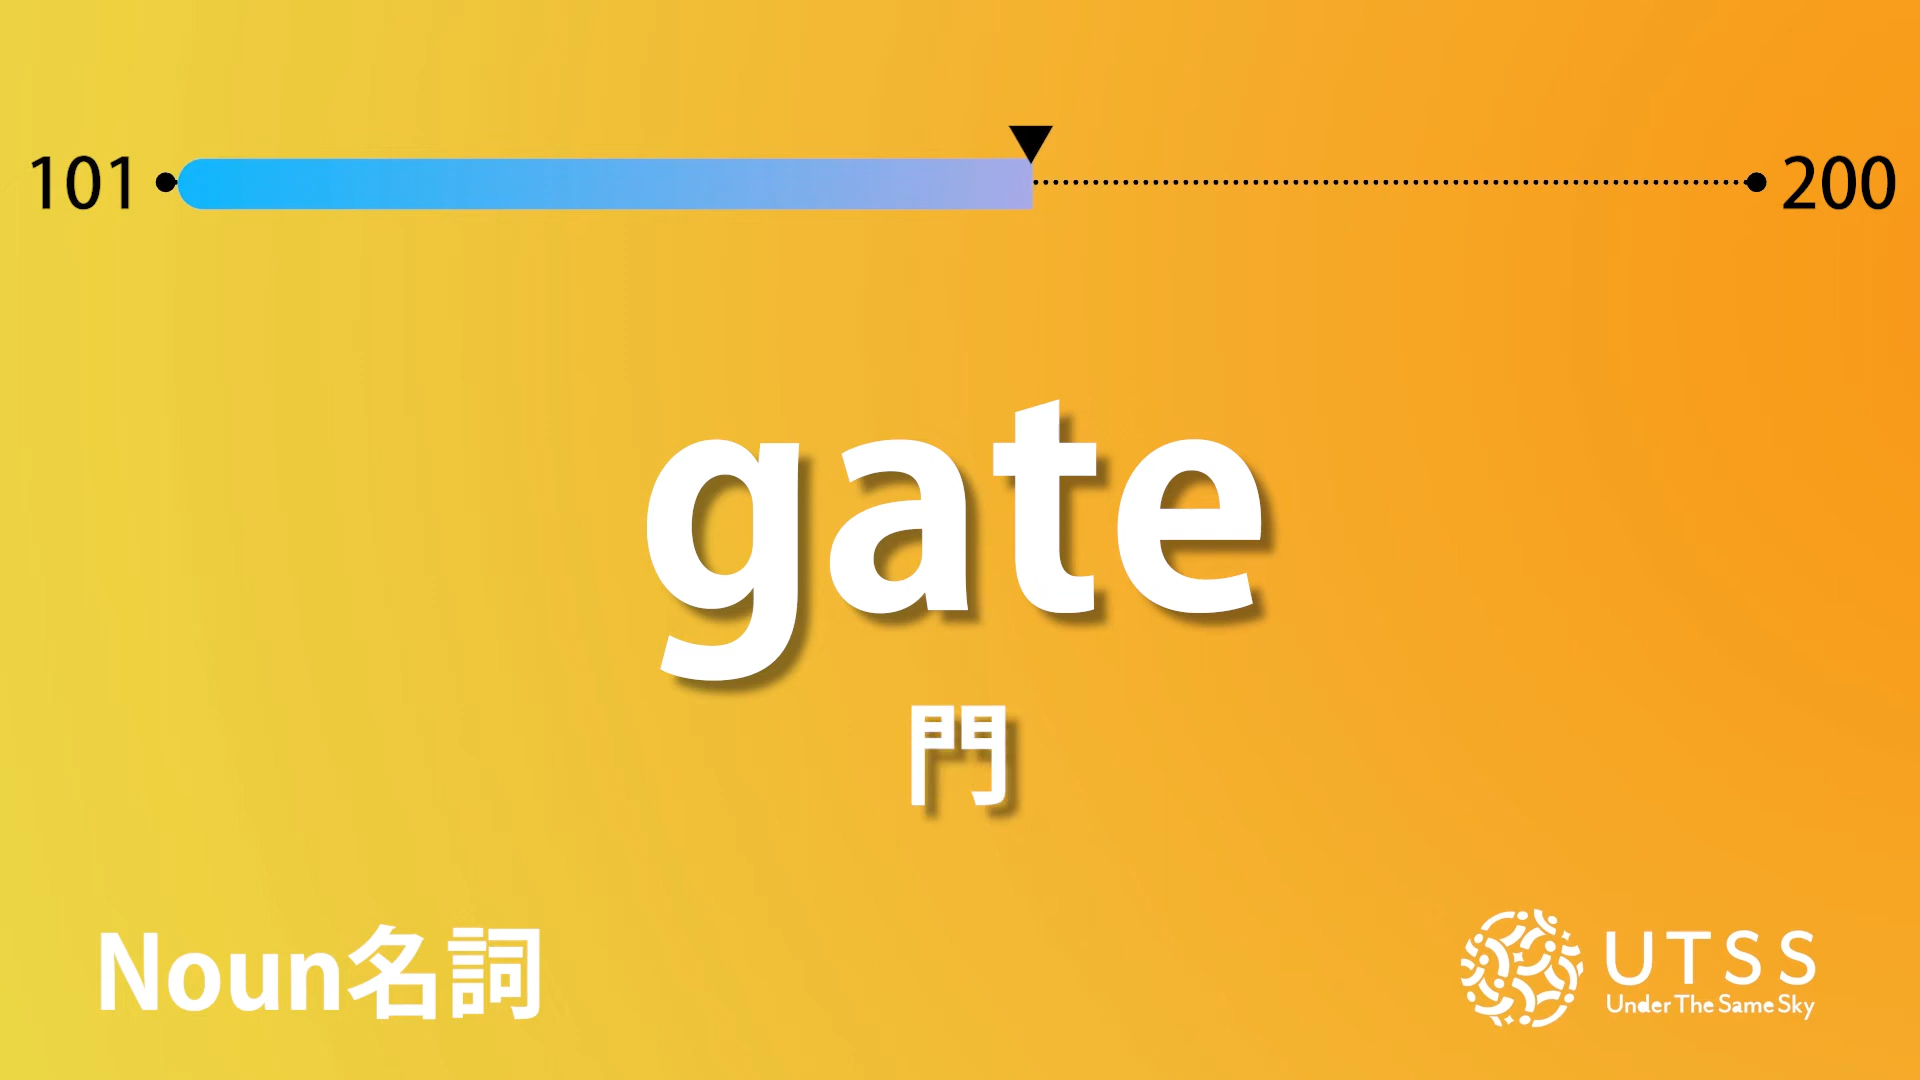 101 200
gate
門
Noun名詞
UTSS
Under The Same Sky